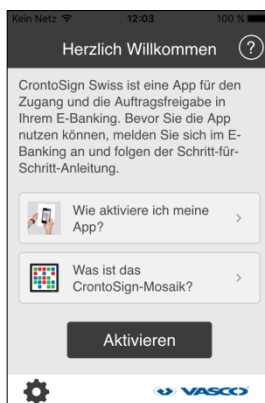 Kein Netz 12:03 100 %
Herzlich Willkommen ?
CrontoSign Swiss ist eine App für den
Zugang und die Auftragsfreigabe in
Ihrem E-Banking. Bevor Sie die App
nutzen können, melden Sie sich im E-
Banking an und folgen der Schritt-für-
Schritt-Anleitung.
Wie aktiviere ich meine
App?
Was ist das
CrontoSign-Mosaik?
Aktivieren
VASCO